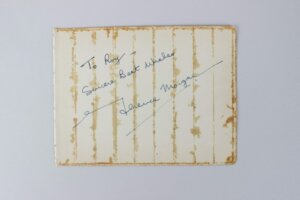 To Roy –
Sincere Best Wishes
Terence Morgan